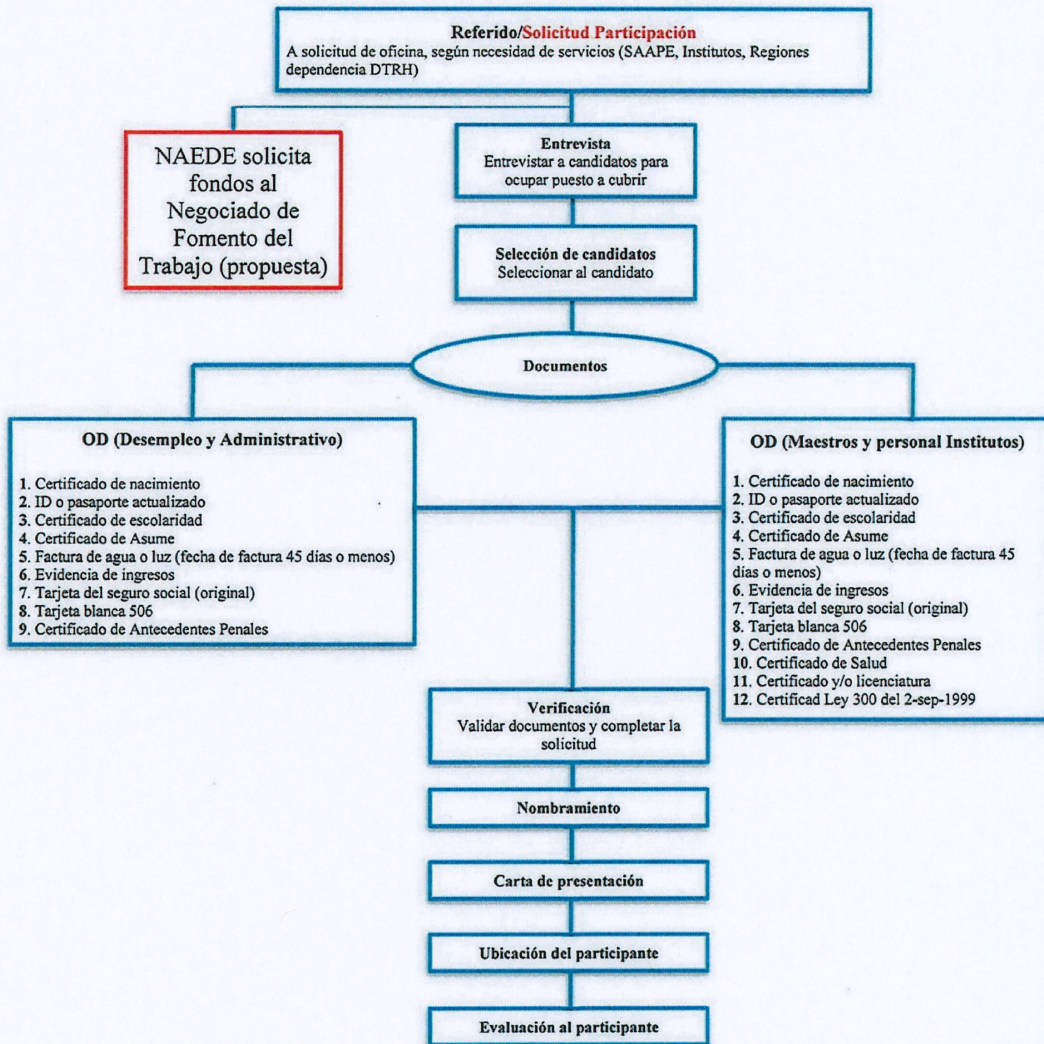 Referido/Solicitud Participación
A solicitud de oficina, según necesidad de servicios (SAAPE, Institutos, Regiones
dependencia DTRH)
NAEDE solicita
fondos al
Negociado de
Fomento del
Trabajo (propuesta)
Entrevista
Entrevistar a candidatos para
ocupar puesto a cubrir
Selección de candidatos
Seleccionar al candidato
Documentos
OD (Desempleo y Administrativo)
1. Certificado de nacimiento
2. ID o pasaporte actualizado
3. Certificado de escolaridad
4. Certificado de Asume
5. Factura de agua o luz (fecha de factura 45 días o menos)
6. Evidencia de ingresos
7. Tarjeta del seguro social (original)
8. Tarjeta blanca 506
9. Certificado de Antecedentes Penales
OD (Maestros y personal Institutos)
1. Certificado de nacimiento
2. ID o pasaporte actualizado
3. Certificado de escolaridad
4. Certificado de Asume
5. Factura de agua o luz (fecha de factura 45
días o menos)
6. Evidencia de ingresos
7. Tarjeta del seguro social (original)
8. Tarjeta blanca 506
9. Certificado de Antecedentes Penales
10. Certificado de Salud
11. Certificado y/o licenciatura
12. Certificad Ley 300 del 2-sep-1999
Verificación
Validar documentos y completar la
solicitud
Nombramiento
Carta de presentación
Ubicación del participante
Evaluación al participante